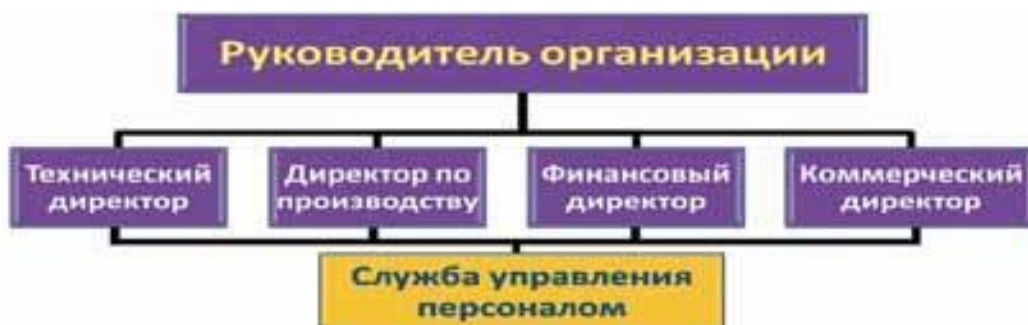 Руководитель организации
Технический
директор
Директор по
производству
Финансовый
директор
Коммерческий
директор
Служба управления
персоналом